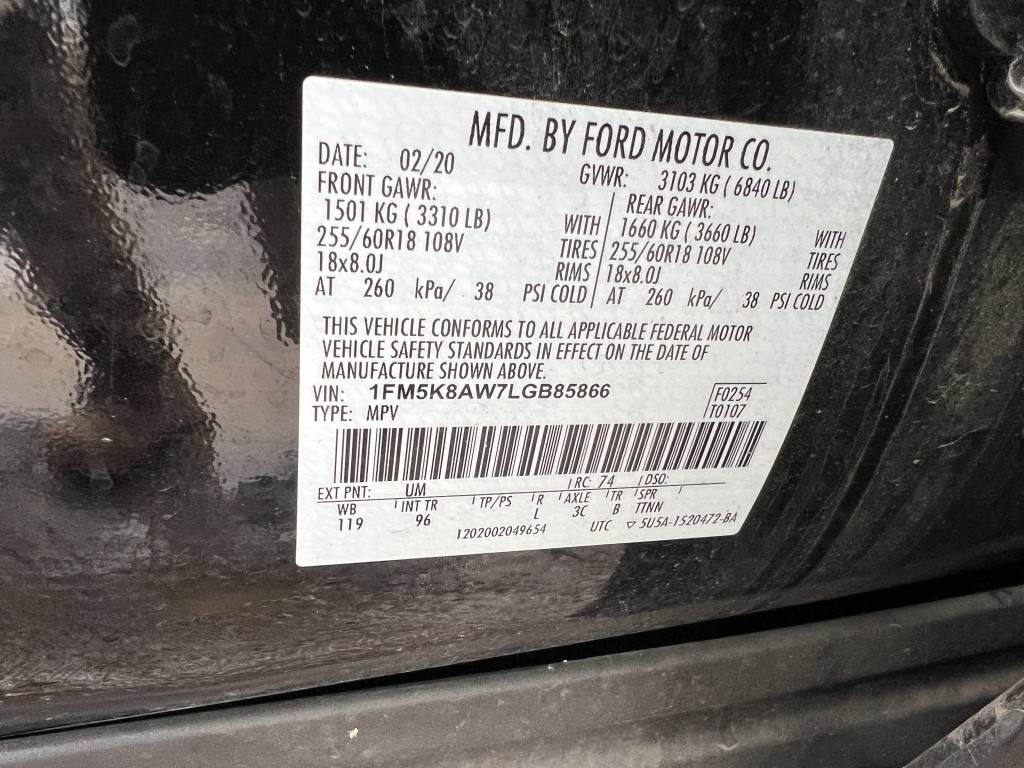 MFD. BY FORD MOTOR CO.
DATE: 02/20 GVWR: 3103 KG ( 6840 LB)
FRONT GAWR: REAR GAWR:
1501 KG ( 3310 LB) WITH 1660 KG ( 3660 LB) WITH
255/60R18 108V TIRES 255/60R18 108V TIRES
18x8.0J RIMS 18x8.0J RIMS
AT 260 kPa/ 38 PSI COLD AT 260 kPa/ 38 PSI COLD
THIS VEHICLE CONFORMS TO ALL APPLICABLE FEDERAL MOTOR
VEHICLE SAFETY STANDARDS IN EFFECT ON THE DATE OF
MANUFACTURE SHOWN ABOVE.
VIN: 1FM5K8AW7LGB85866 F0254
TYPE: MPV T0107
EXT PNT: UM RC: 74 DSO:
WB INT TR TP/PS R AXLE TR SPR
119 96 L 3C B TTNN
1202002049654 UTC ▽ 5U5A-1520472-BA